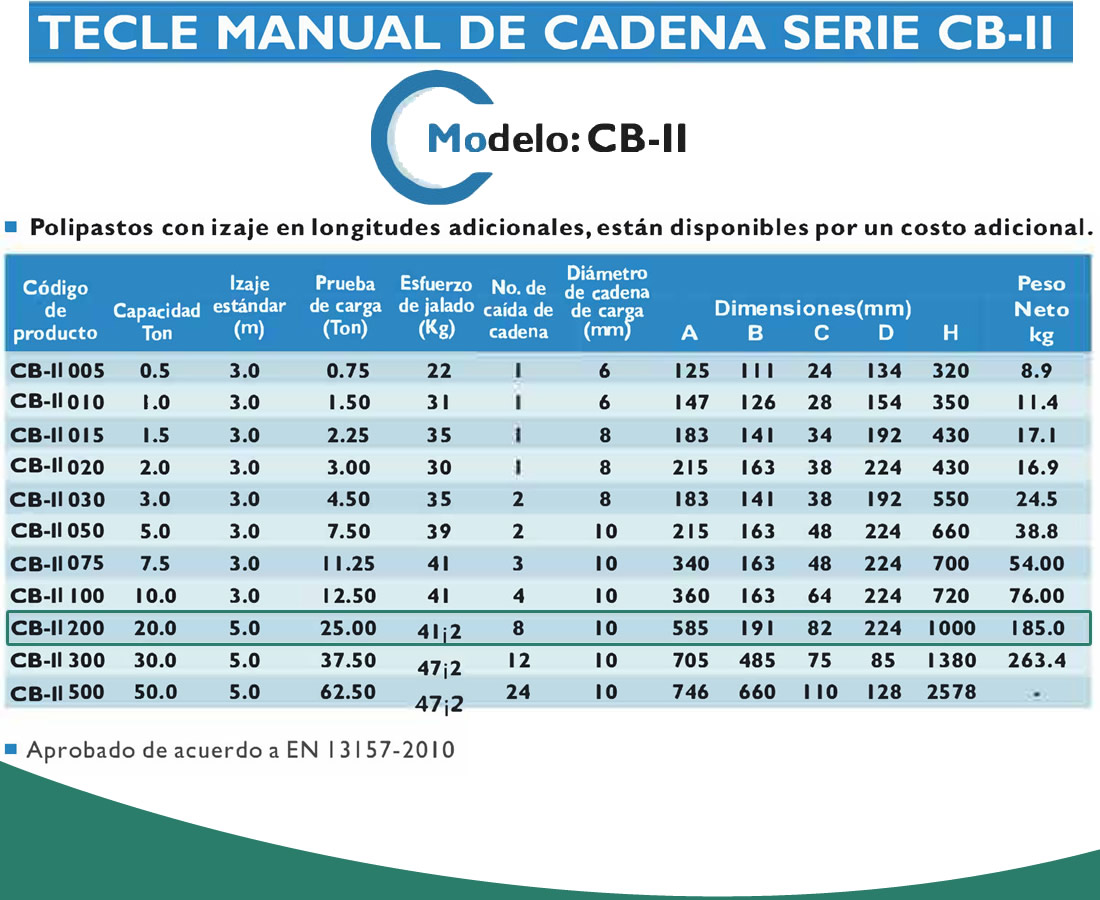 TECLE MANUAL DE CADENA SERIE CB-II
Modelo: CB-II
Polipastos con izaje en longitudes adicionales, están disponibles por un costo adicional.
Código de producto | Capacidad Ton | Izaje estándar (m) | Prueba de carga (Ton) | Esfuerzo de jalado (Kg) | No. de caída de cadena | Diámetro de cadena de carga (mm) | Dimensiones(mm) A B C D H | Peso Neto kg
CB-II 005 0.5 3.0 0.75 22 1 6 125 111 24 134 320 8.9
CB-II 010 1.0 3.0 1.50 31 1 6 147 126 28 154 350 11.4
CB-II 015 1.5 3.0 2.25 35 1 8 183 141 34 192 430 17.1
CB-II 020 2.0 3.0 3.00 30 1 8 215 163 38 224 430 16.9
CB-II 030 3.0 3.0 4.50 35 2 8 183 141 38 192 550 24.5
CB-II 050 5.0 3.0 7.50 39 2 10 215 163 48 224 660 38.8
CB-II 075 7.5 3.0 11.25 41 3 10 340 163 48 224 700 54.00
CB-II 100 10.0 3.0 12.50 41 4 10 360 163 64 224 720 76.00
CB-II 200 20.0 5.0 25.00 41¡2 8 10 585 191 82 224 1000 185.0
CB-II 300 30.0 5.0 37.50 47¡2 12 10 705 485 75 85 1380 263.4
CB-II 500 50.0 5.0 62.50 47¡2 24 10 746 660 110 128 2578 -
Aprobado de acuerdo a EN 13157-2010